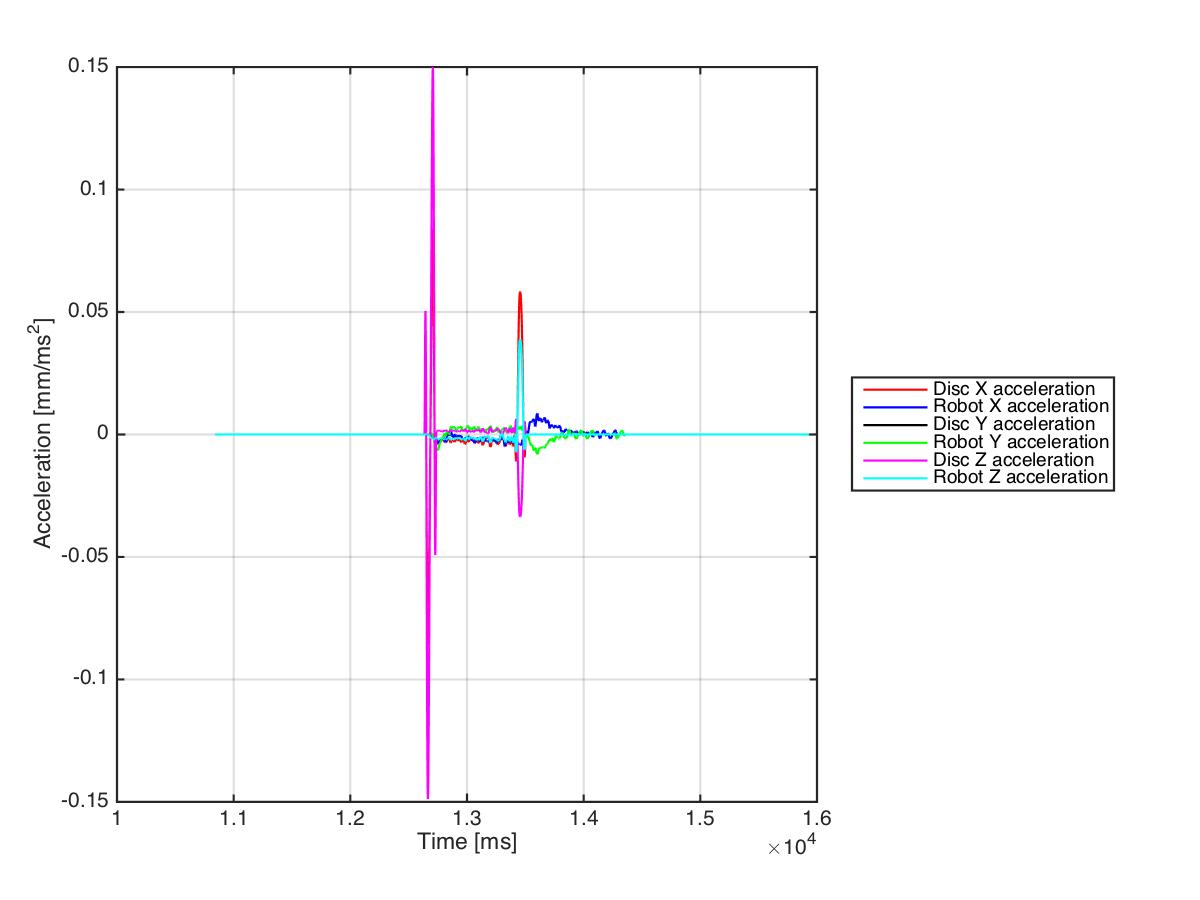 0.15
0.1
0.05
0
-0.05
-0.1
-0.15
Acceleration [mm/ms²]
1 1.1 1.2 1.3 1.4 1.5 1.6
Time [ms]
×10⁴
Disc X acceleration
Robot X acceleration
Disc Y acceleration
Robot Y acceleration
Disc Z acceleration
Robot Z acceleration